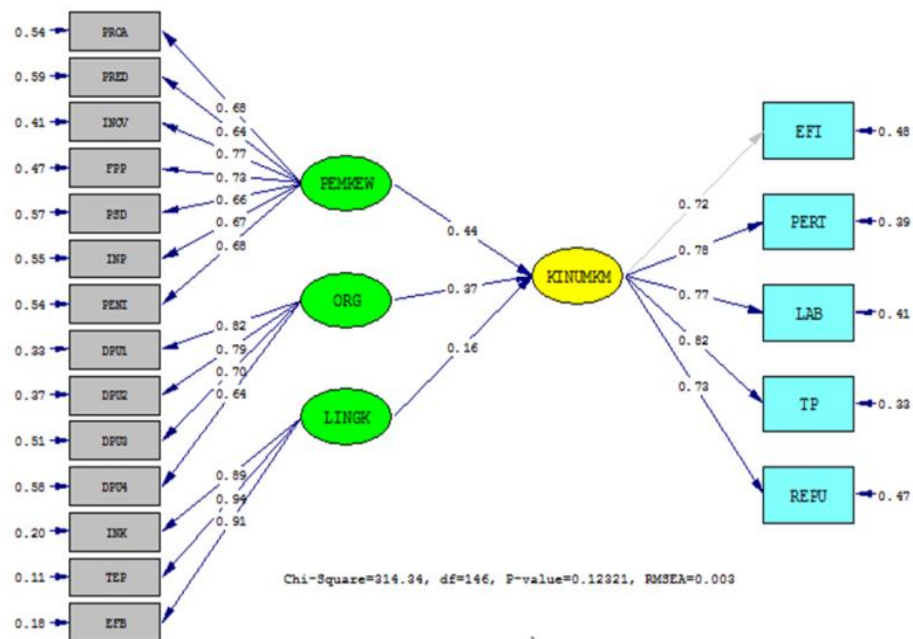 0.54 PROA
0.59 PRED
0.41 INOV
0.47 FPP
0.57 PSD
0.55 INP
0.54 PENI
0.33 DPU1
0.37 DPU2
0.51 DPU3
0.58 DPU4
0.20 INK
0.11 TEP
0.18 EFB
0.68
0.64
0.77
0.73
0.66
0.67
0.68
0.82
0.79
0.70
0.64
0.89
0.94
0.91
PEMKEW
ORG
LINGK
0.44
0.37
0.16
KINUMKM
0.72
0.78
0.77
0.82
0.73
EFI 0.48
PERT 0.39
LAB 0.41
TP 0.33
REPU 0.47
Chi-Square=314.34, df=146, P-value=0.12321, RMSEA=0.003